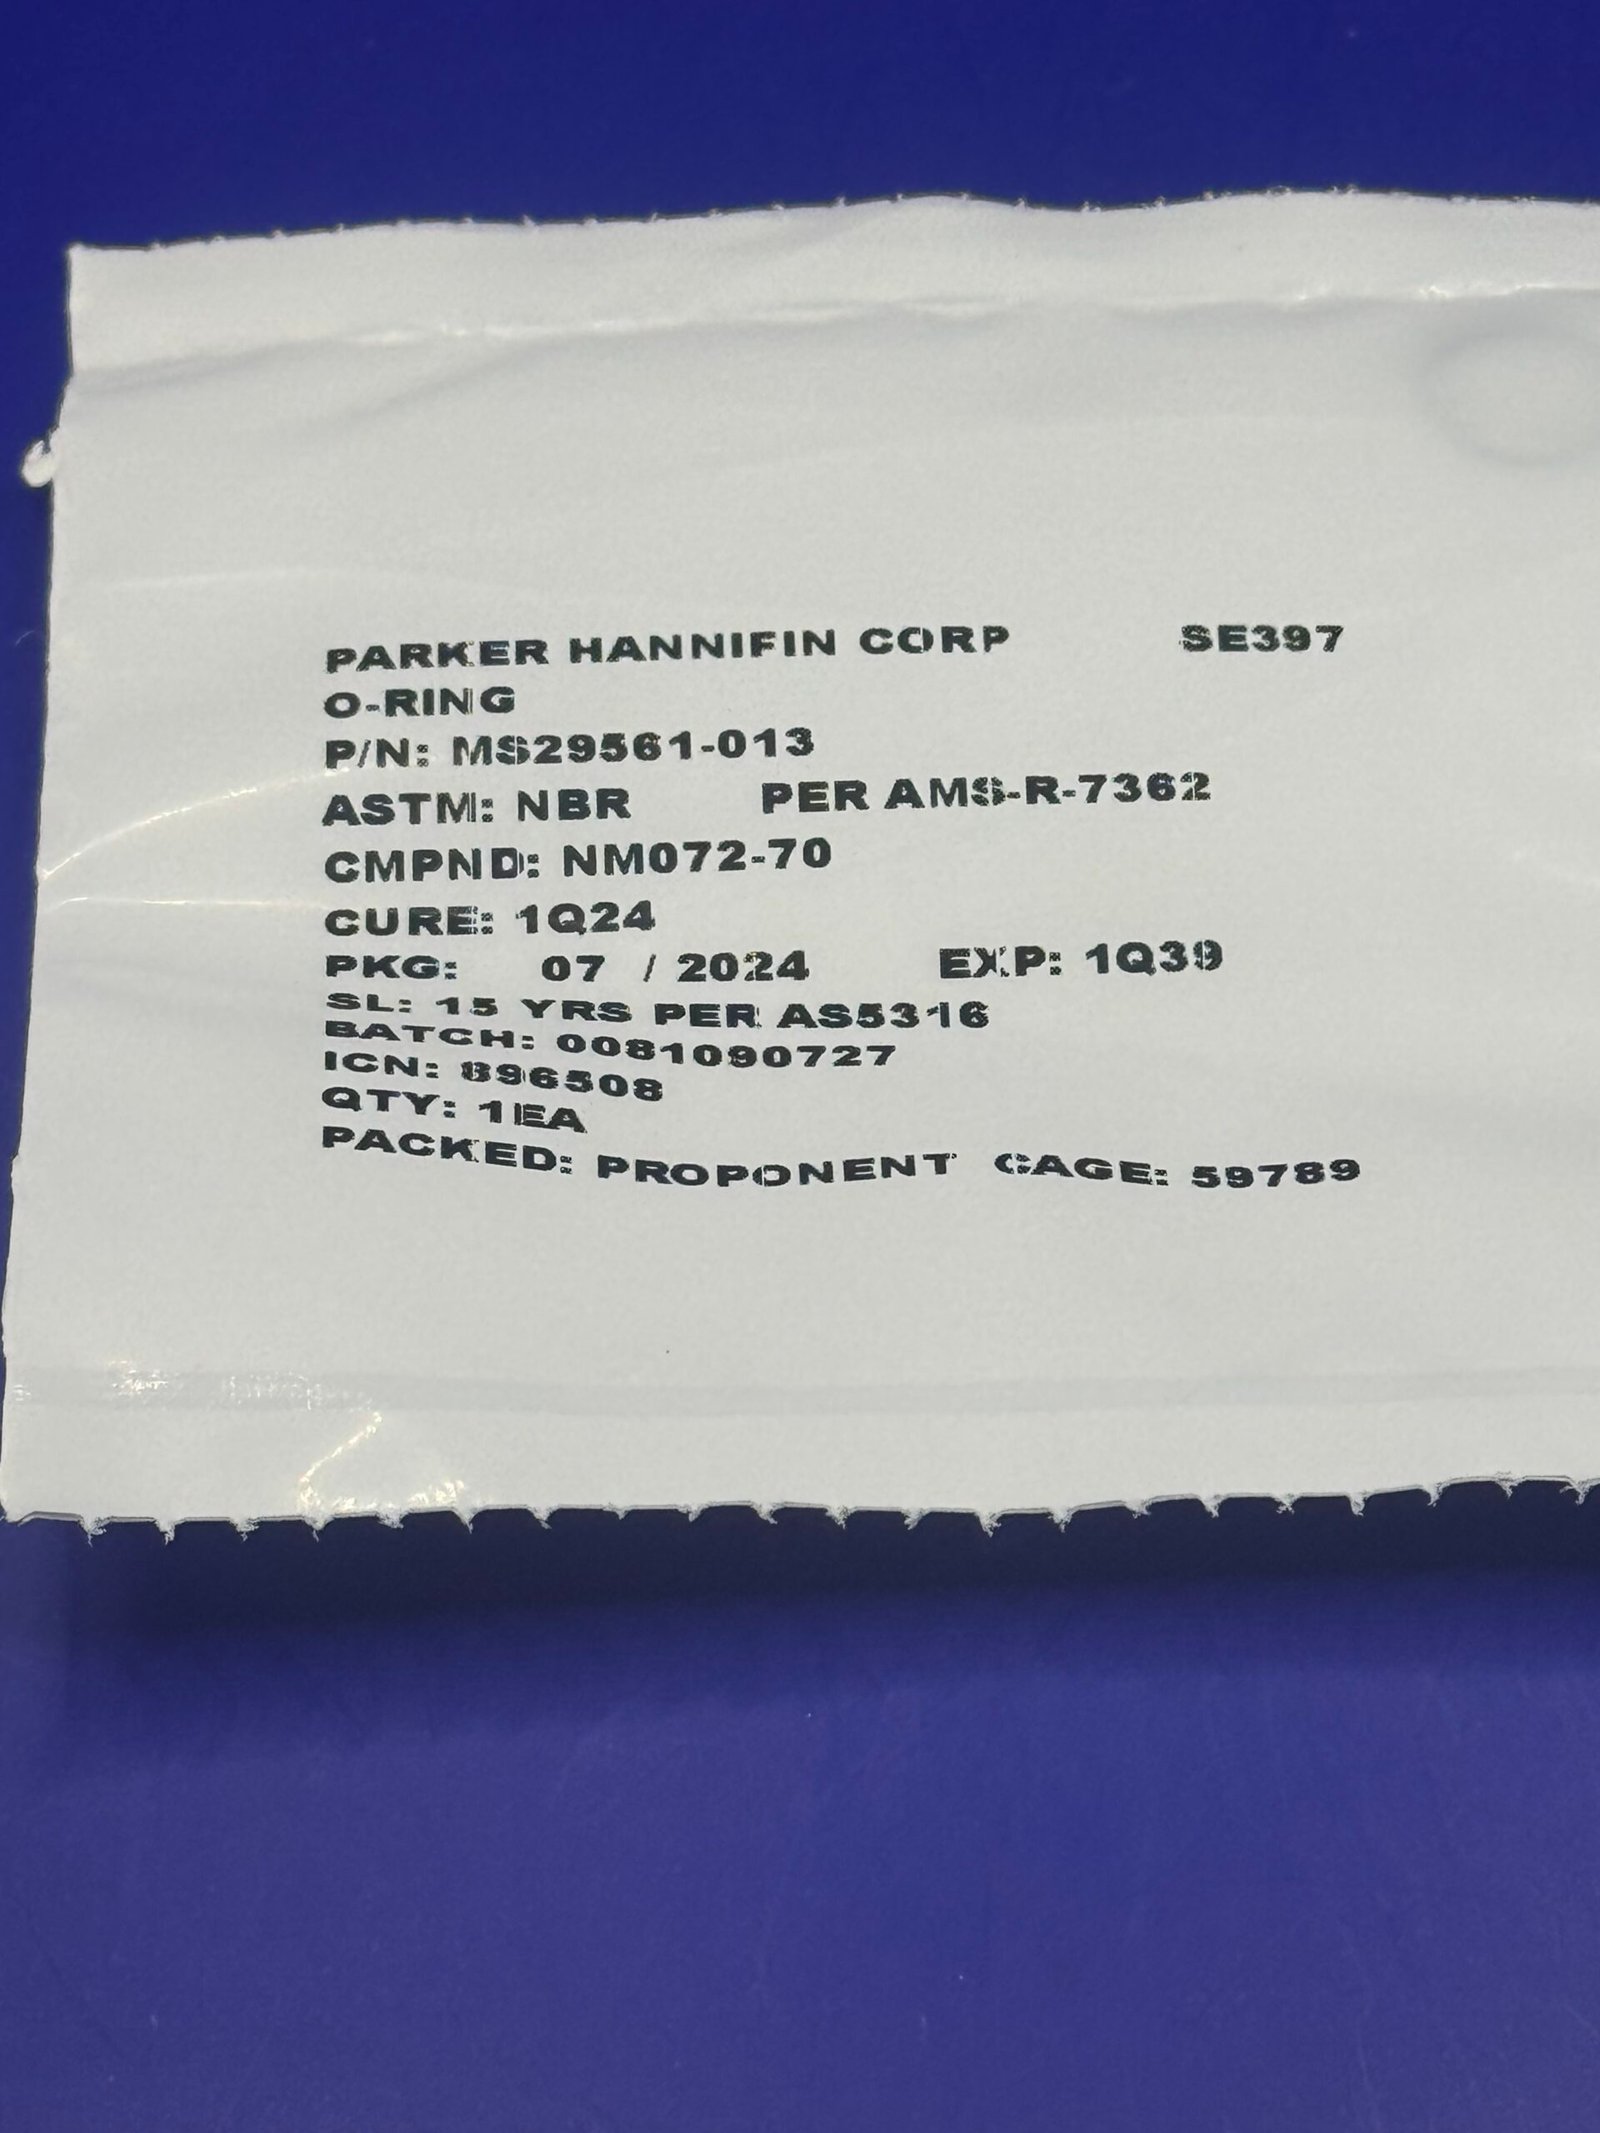 PARKER HANNIFIN CORP SE397
O-RING
P/N: MS29561-013
ASTM: NBR PER AMS-R-7362
CMPND: NM072-70
CURE: 1Q24
PKG: 07 / 2024 EXP: 1Q39
SL: 15 YRS PER AS5316
BATCH: 0081090727
ICN: 896508
QTY: 1EA
PACKED: PROPONENT CAGE: 59789